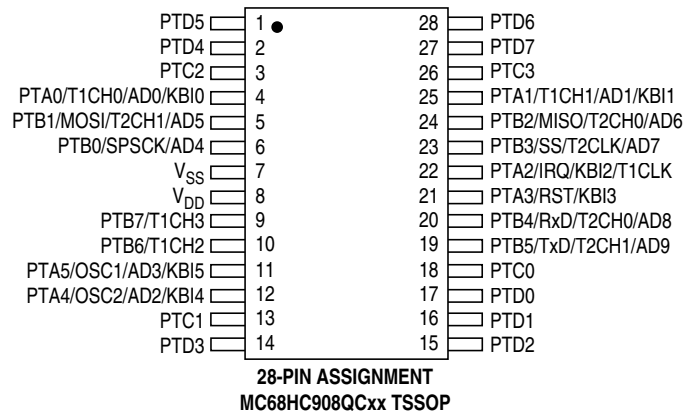 PTD5 1 28 PTD6
PTD4 2 27 PTD7
PTC2 3 26 PTC3
PTA0/T1CH0/AD0/KBI0 4 25 PTA1/T1CH1/AD1/KBI1
PTB1/MOSI/T2CH1/AD5 5 24 PTB2/MISO/T2CH0/AD6
PTB0/SPSCK/AD4 6 23 PTB3/SS/T2CLK/AD7
VSS 7 22 PTA2/IRQ/KBI2/T1CLK
VDD 8 21 PTA3/RST/KBI3
PTB7/T1CH3 9 20 PTB4/RxD/T2CH0/AD8
PTB6/T1CH2 10 19 PTB5/TxD/T2CH1/AD9
PTA5/OSC1/AD3/KBI5 11 18 PTC0
PTA4/OSC2/AD2/KBI4 12 17 PTD0
PTC1 13 16 PTD1
PTD3 14 15 PTD2
28-PIN ASSIGNMENT
MC68HC908QCxx TSSOP